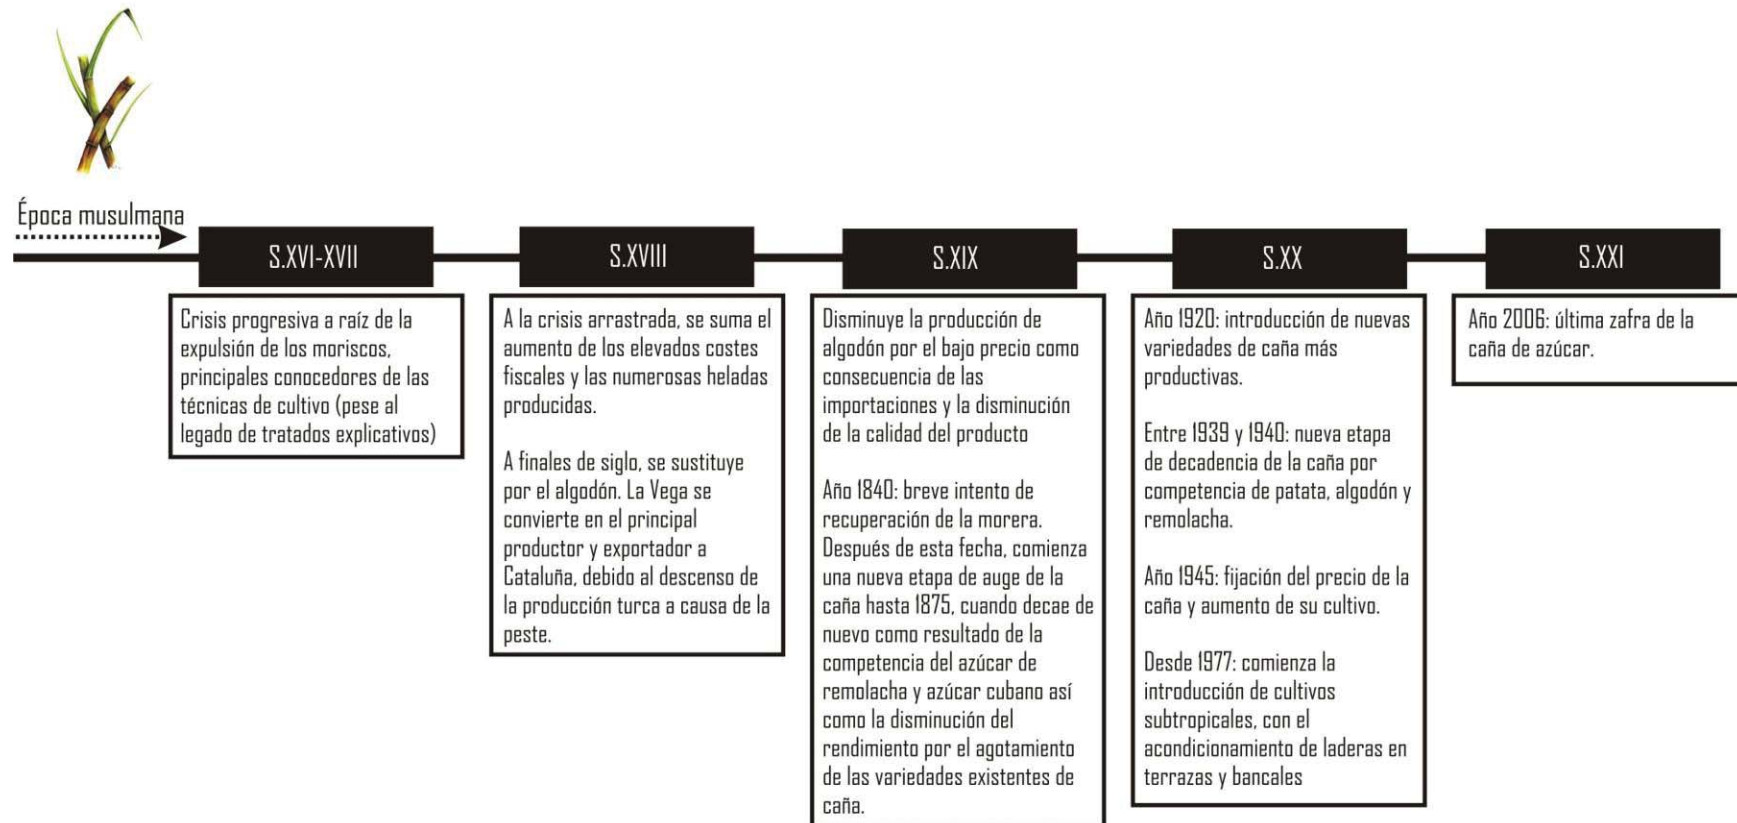 Época musulmana
S.XVI-XVII
Crisis progresiva a raíz de la
expulsión de los moriscos,
principales conocedores de las
técnicas de cultivo (pese al
legado de tratados explicativos)
S.XVIII
A la crisis arrastrada, se suma el
aumento de los elevados costes
fiscales y las numerosas heladas
producidas.
A finales de siglo, se sustituye
por el algodón. La Vega se
convierte en el principal
productor y exportador a
Cataluña, debido al descenso de
la producción turca a causa de la
peste.
S.XIX
Disminuye la producción de
algodón por el bajo precio como
consecuencia de las
importaciones y la disminución
de la calidad del producto
Año 1840: breve intento de
recuperación de la morera.
Después de esta fecha, comienza
una nueva etapa de auge de la
caña hasta 1875, cuando decae de
nuevo como resultado de la
competencia del azúcar de
remolacha y azúcar cubano así
como la disminución del
rendimiento por el agotamiento
de las variedades existentes de
caña.
S.XX
Año 1920: introducción de nuevas
variedades de caña más
productivas.
Entre 1939 y 1940: nueva etapa
de decadencia de la caña por
competencia de patata, algodón y
remolacha.
Año 1945: fijación del precio de la
caña y aumento de su cultivo.
Desde 1977: comienza la
introducción de cultivos
subtropicales, con el
acondicionamiento de laderas en
terrazas y bancales
S.XXI
Año 2006: última zafra de la
caña de azúcar.